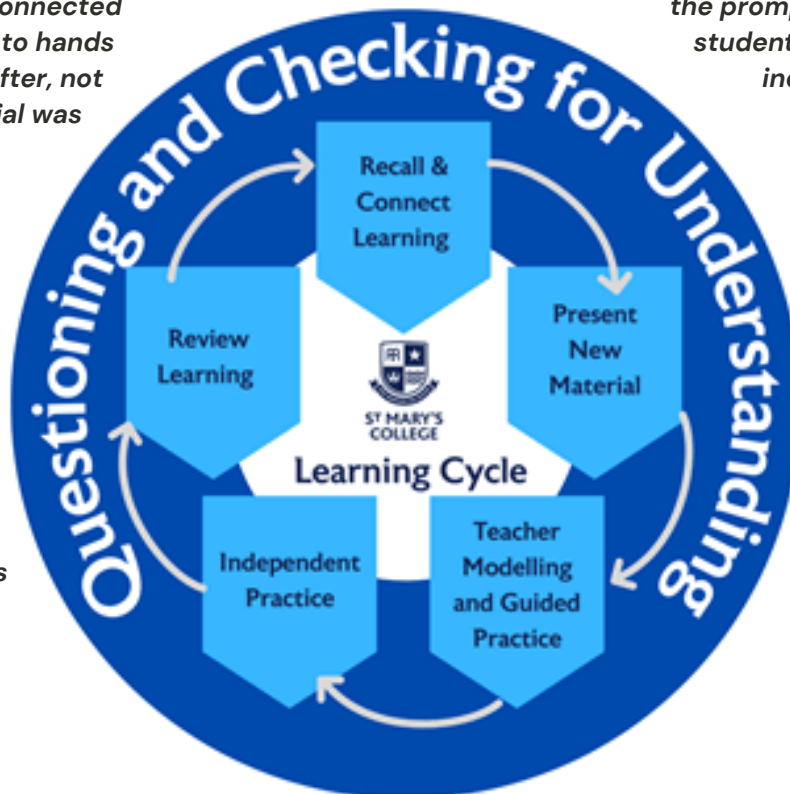 onnected
to hands
fter, not
ial was
the promp
student
inc
Questioning and Checking for Understanding
Recall &
Connect
Learning
Present
New
Material
Teacher
Modelling
and Guided
Practice
Independent
Practice
Review
Learning
ST MARY'S
COLLEGE
Learning Cycle
s